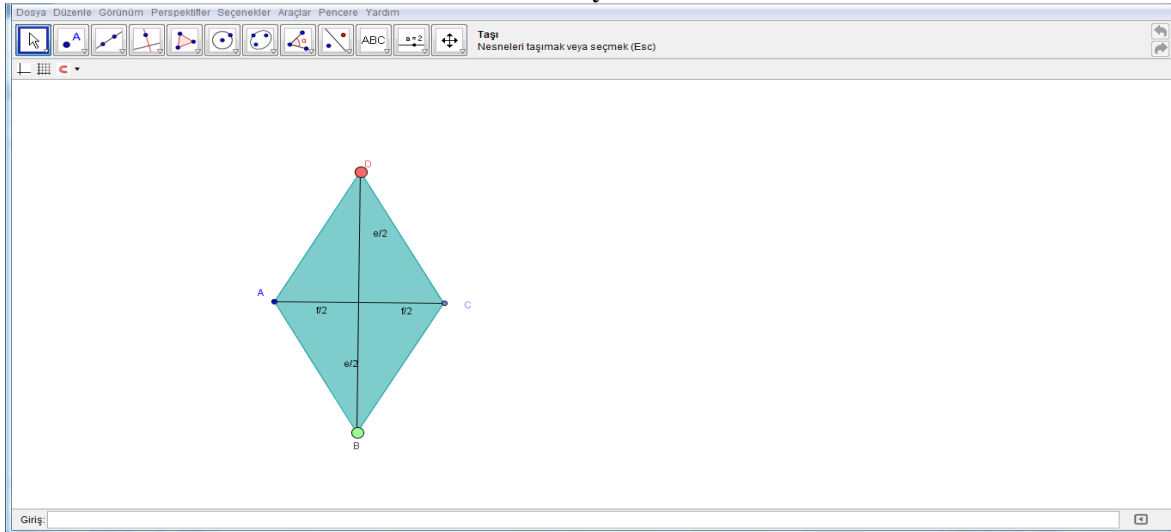 Dosya Düzenle Görünüm Perspektifler Seçenekler Araçlar Pencere Yardım
A
α
ABC
a = 2
Taşı
Nesneleri taşımak veya seçmek (Esc)
D
e/2
A
C
f/2
f/2
e/2
B
Giriş: